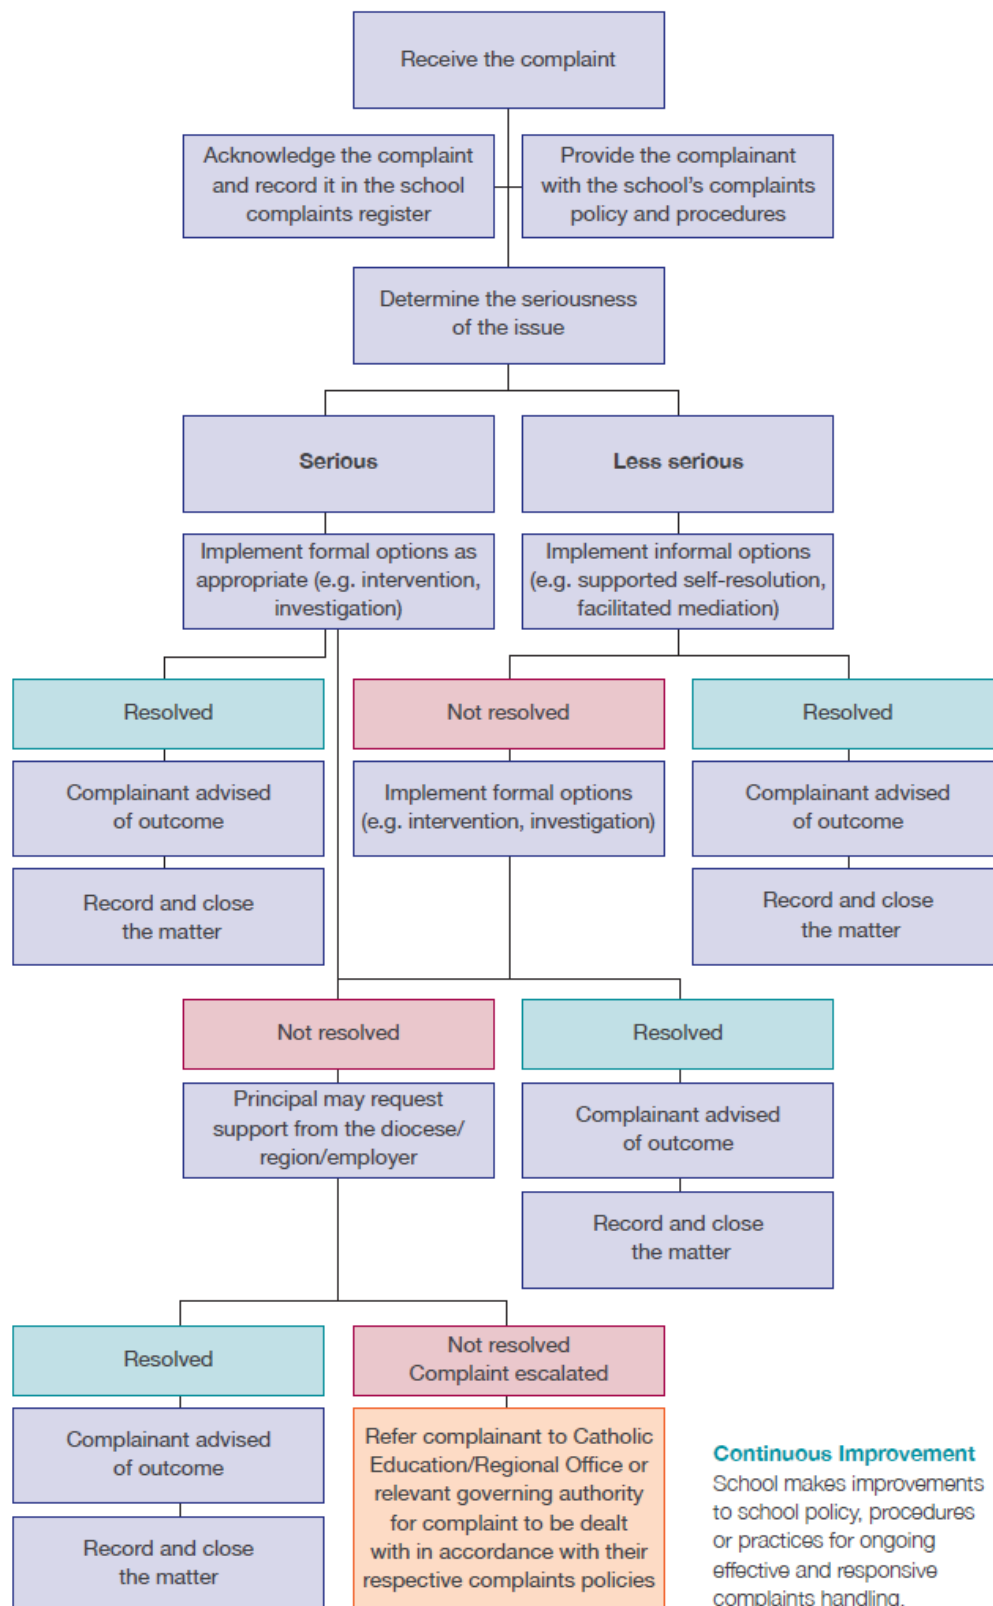 Receive the complaint
Acknowledge the complaint
and record it in the school
complaints register
Provide the complainant
with the school's complaints
policy and procedures
Determine the seriousness
of the issue
Serious
Less serious
Implement formal options as
appropriate (e.g. intervention,
investigation)
Implement informal options
(e.g. supported self-resolution,
facilitated mediation)
Resolved
Not resolved
Resolved
Complainant advised
of outcome
Implement formal options
(e.g. intervention, investigation)
Complainant advised
of outcome
Record and close
the matter
Record and close
the matter
Not resolved
Resolved
Principal may request
support from the diocese/
region/employer
Complainant advised
of outcome
Record and close
the matter
Resolved
Not resolved
Complaint escalated
Complainant advised
of outcome
Refer complainant to Catholic
Education/Regional Office or
relevant governing authority
for complaint to be dealt
with in accordance with their
respective complaints policies
Record and close
the matter
Continuous Improvement
School makes improvements
to school policy, procedures
or practices for ongoing
effective and responsive
complaints handling.